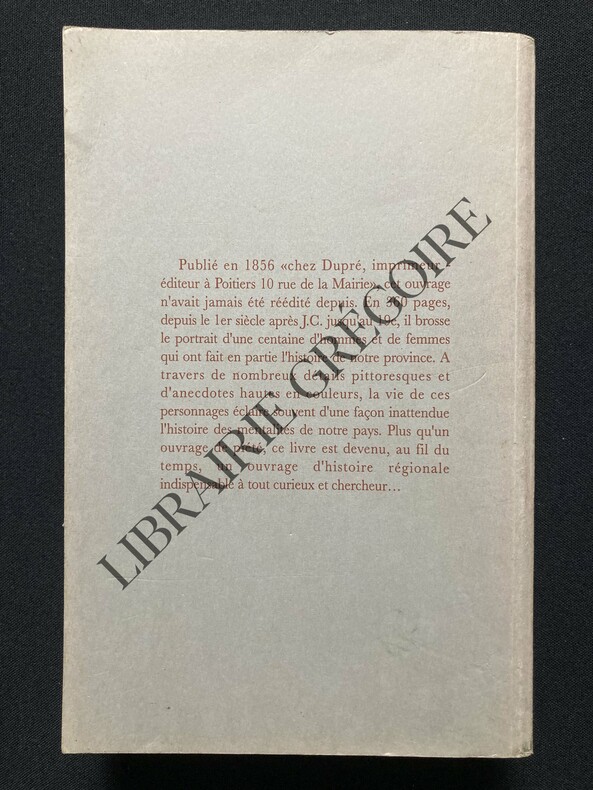 Publié en 1856 «chez Dupré, imprimeur -
éditeur à Poitiers 10 rue de la Mairie», cet ouvrage
n'avait jamais été réédité depuis. En 560 pages,
depuis le 1er siècle après J.C. jusqu'au 19e, il brosse
le portrait d'une centaine d'hommes et de femmes
qui ont fait en partie l'histoire de notre province. A
travers de nombreux détails pittoresques et
d'anecdotes hautes en couleurs, la vie de ces
personnages éclaire souvent d'une façon inattendue
l'histoire des mentalités de notre pays. Plus qu'un
ouvrage de piété, ce livre est devenu, au fil du
temps, un ouvrage d'histoire régionale
indispensable à tout curieux et chercheur…
LIBRAIRIE GRÉGOIRE